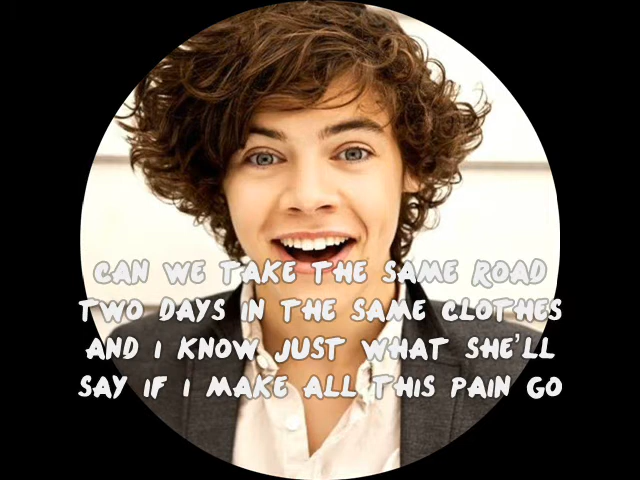 CAN WE TAKE THE SAME ROAD
TWO DAYS IN THE SAME CLOTHES
AND I KNOW JUST WHAT SHE'LL
SAY IF I MAKE ALL THIS PAIN GO